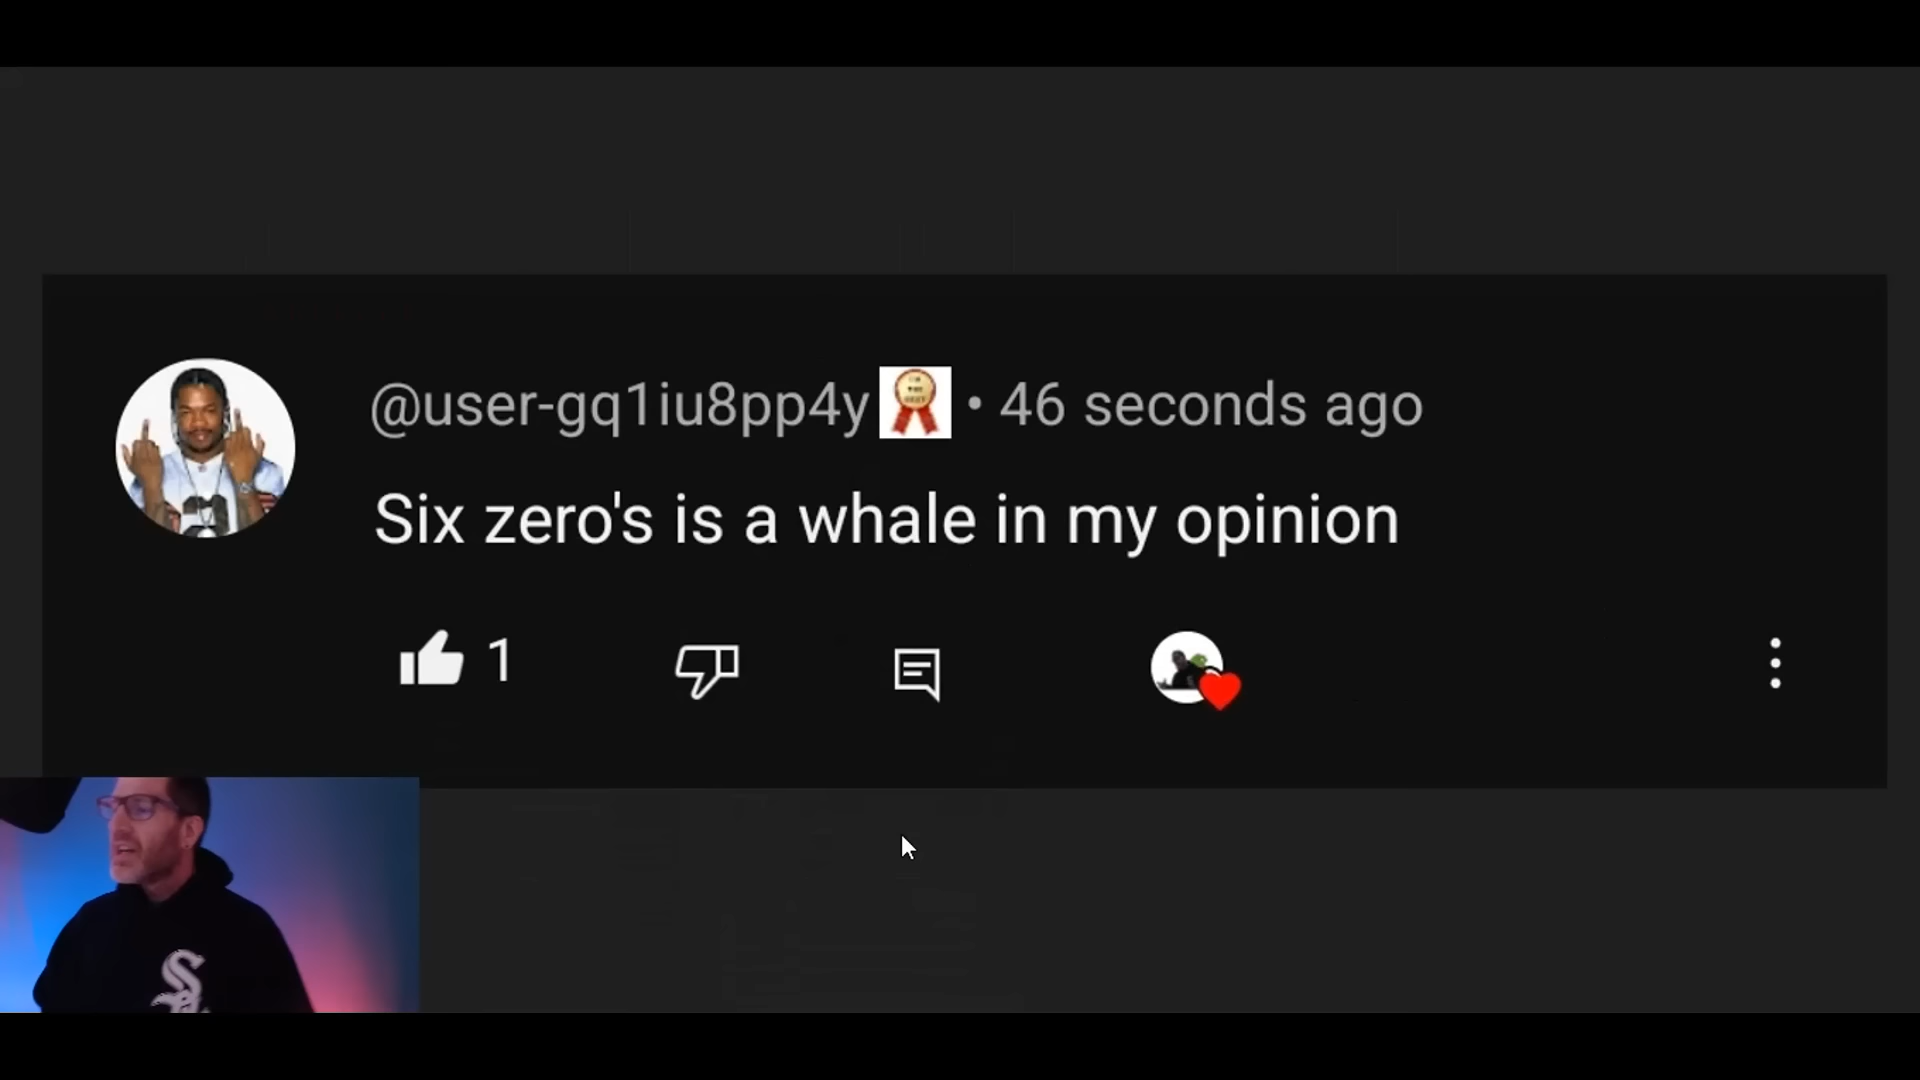 @user-gq1iu8pp4y • 46 seconds ago
Six zero's is a whale in my opinion
1